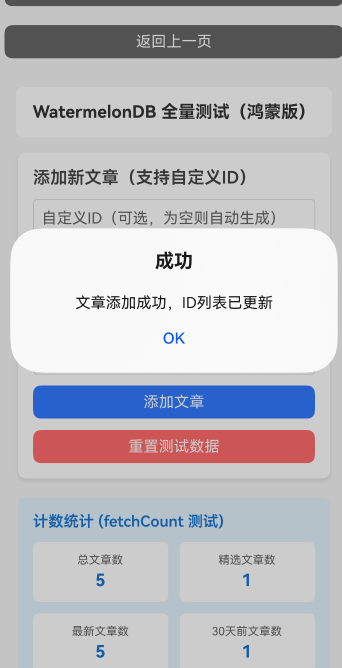 返回上一页
WatermelonDB 全量测试（鸿蒙版）
添加新文章（支持自定义ID）
自定义ID（可选，为空则自动生成）
成功
文章添加成功，ID列表已更新
OK
添加文章
重置测试数据
计数统计 (fetchCount 测试)
总文章数
5
精选文章数
1
最新文章数
5
30天前文章数
1